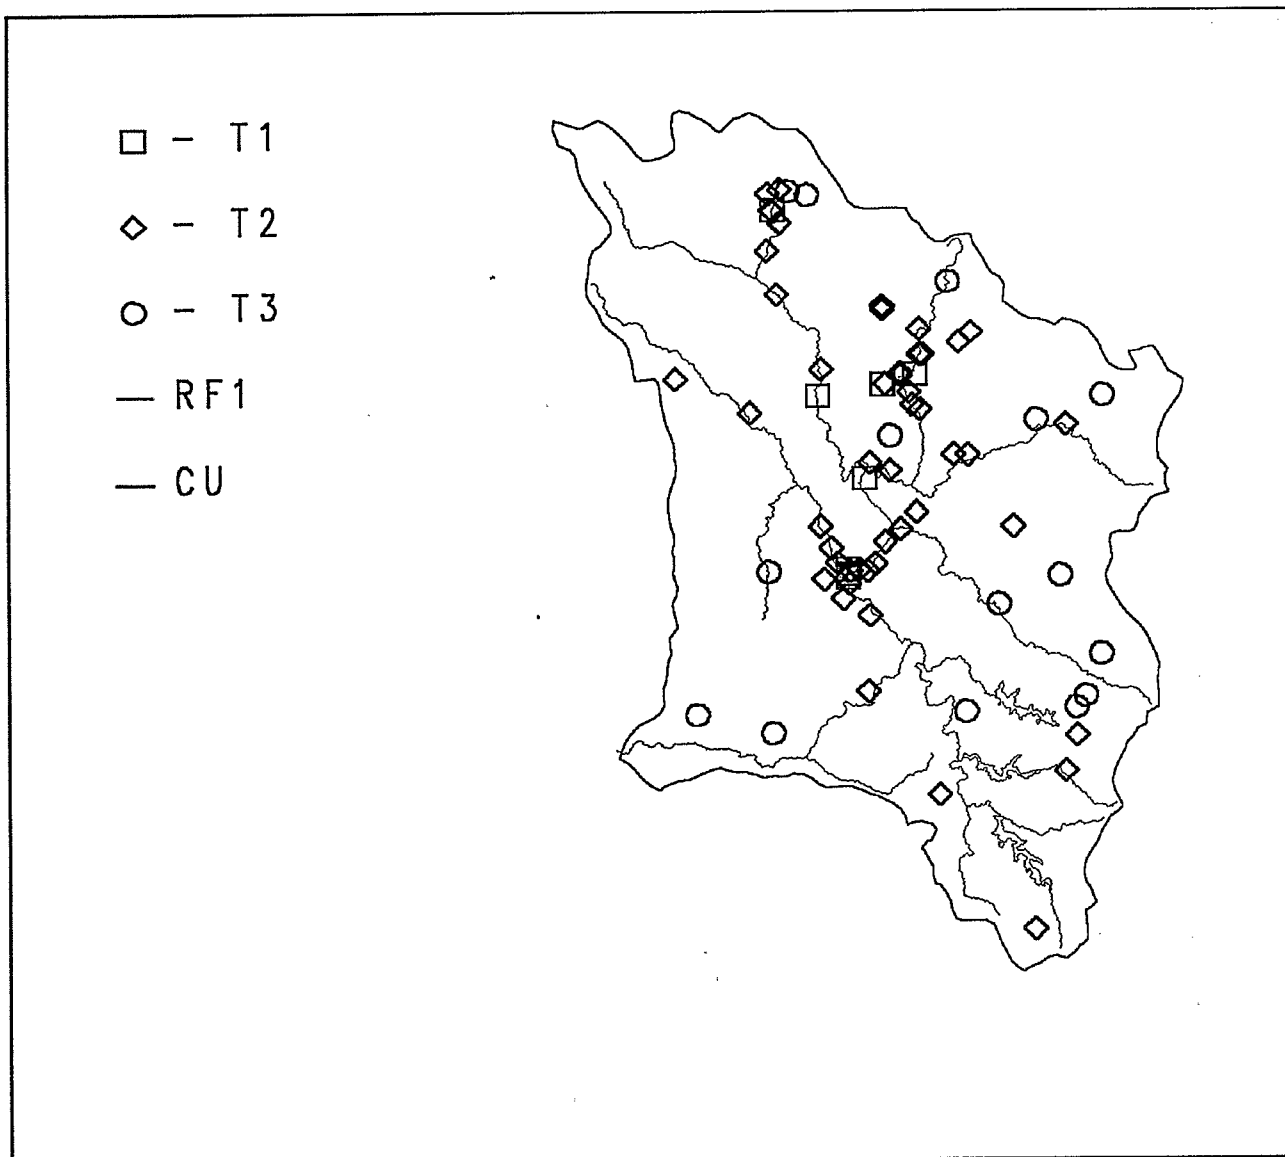 □ - T1
◇ - T2
○ - T3
— RF1
— CU